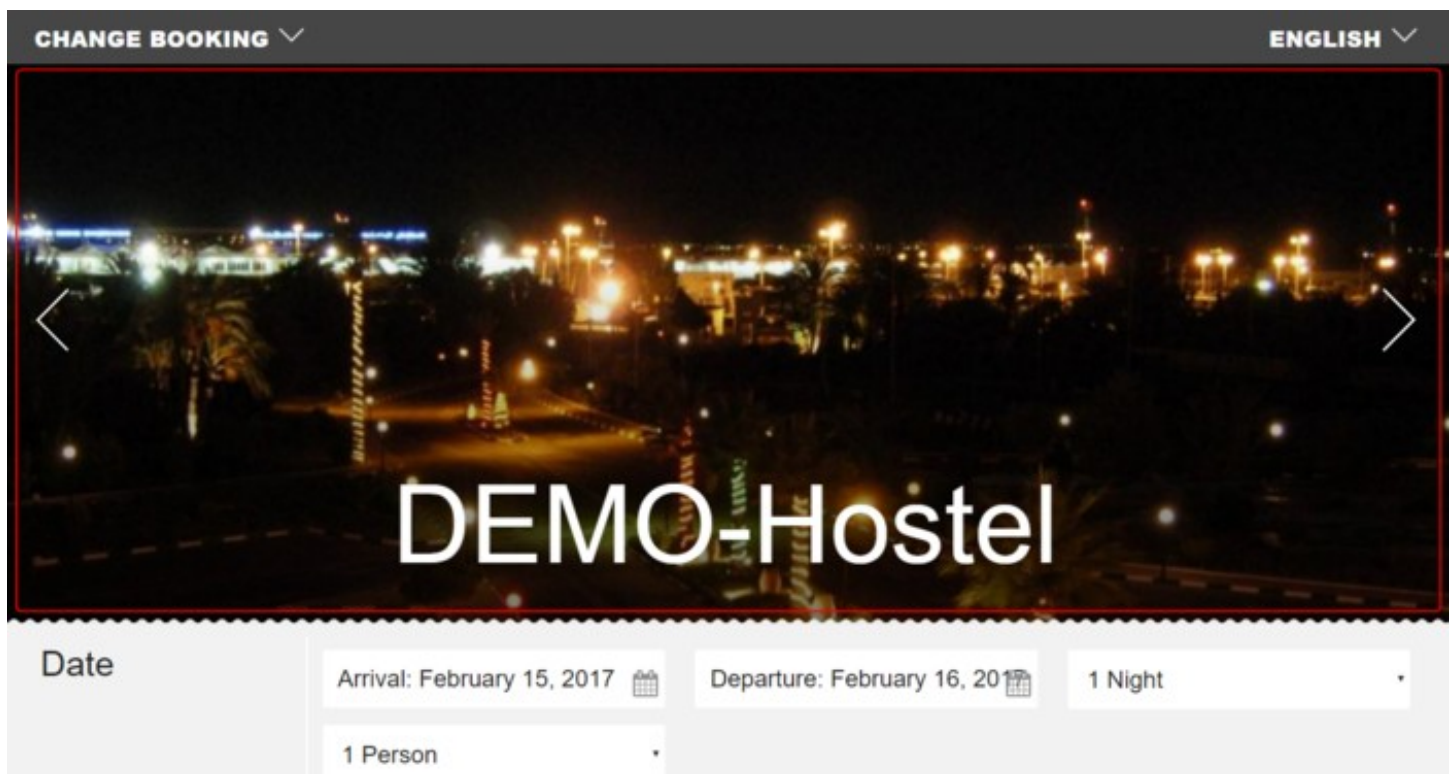 CHANGE BOOKING
ENGLISH
DEMO-Hostel
Date
Arrival: February 15, 2017
Departure: February 16, 2017
1 Night
1 Person